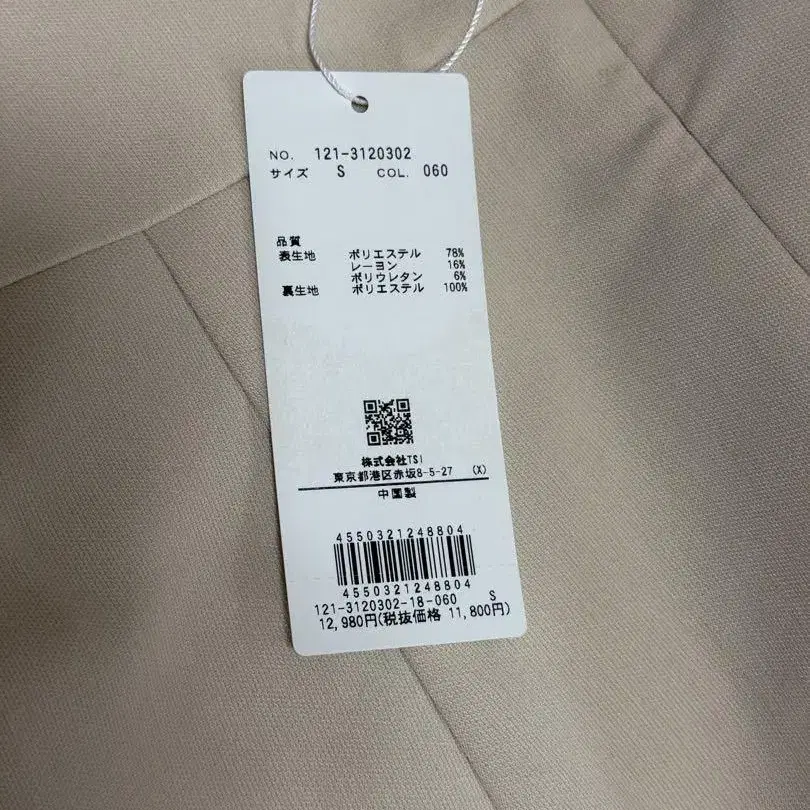 NO. 121-3120302
サイズ S COL. 060
品質
表生地 ポリエステル 78%
レーヨン 16%
ポリウレタン 6%
裏生地 ポリエステル 100%
株式会社TSI
東京都港区赤坂8-5-27 (X)
中国製
4550321248804
4550321248804
121-3120302-18-060 S
12,980円(税抜価格 11,800円)